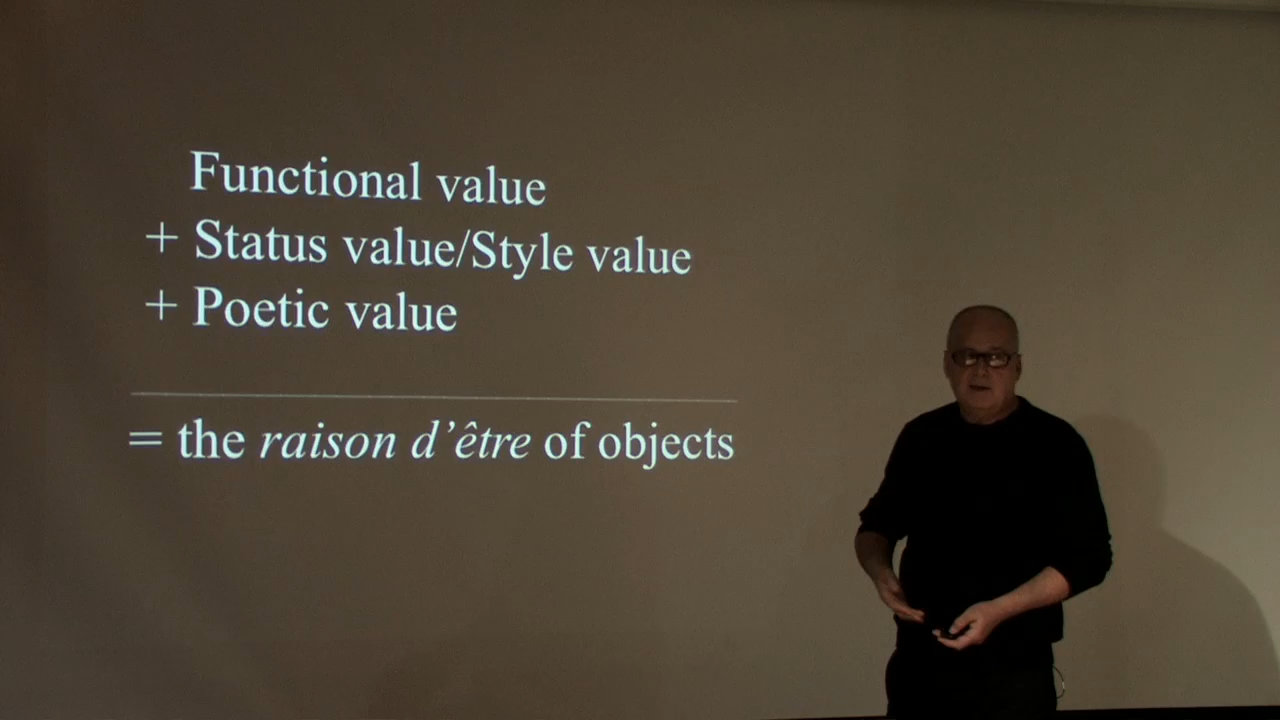 Functional value
+ Status value/Style value
+ Poetic value
= the raison d’être of objects